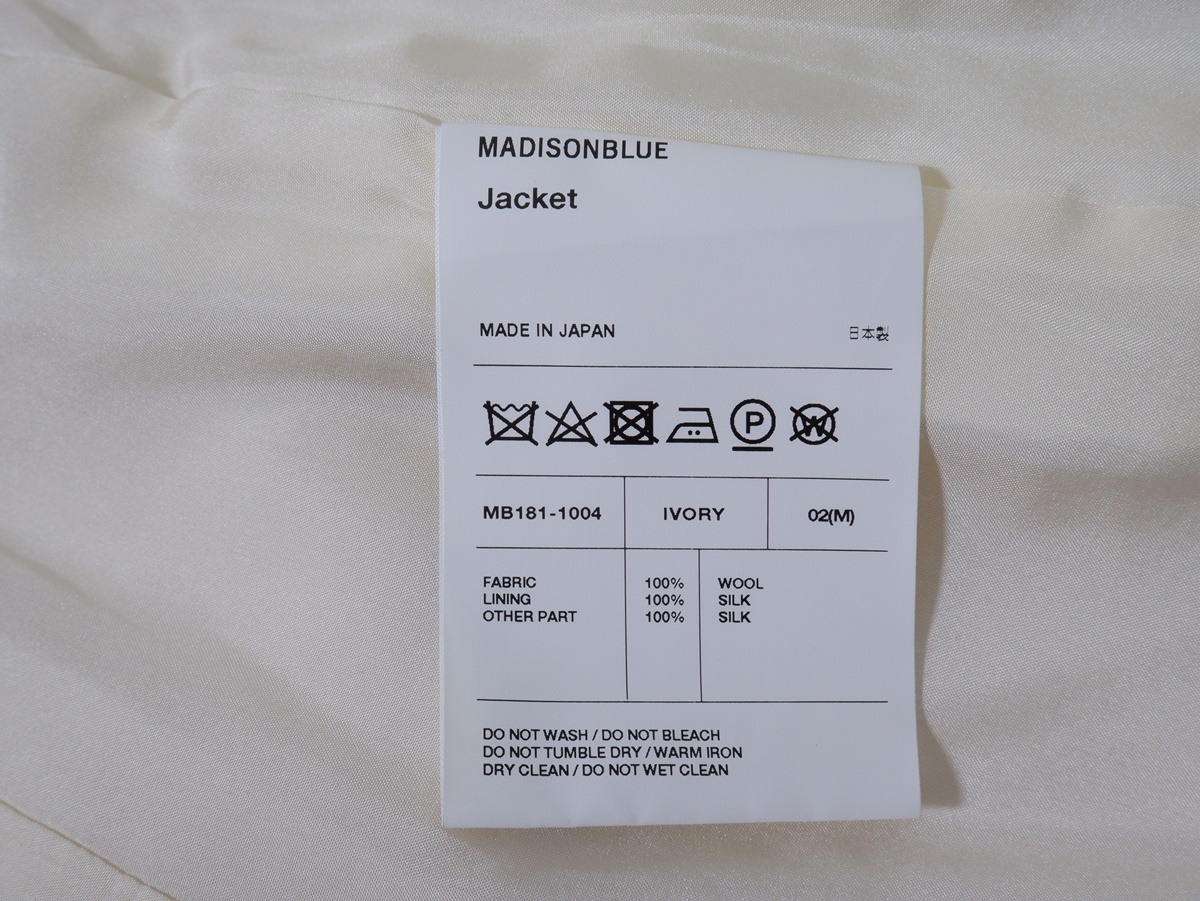 MADISONBLUE
Jacket
MADE IN JAPAN 日本製
P W
MB181-1004 IVORY 02(M)
FABRIC 100% WOOL
LINING 100% SILK
OTHER PART 100% SILK
DO NOT WASH / DO NOT BLEACH
DO NOT TUMBLE DRY / WARM IRON
DRY CLEAN / DO NOT WET CLEAN